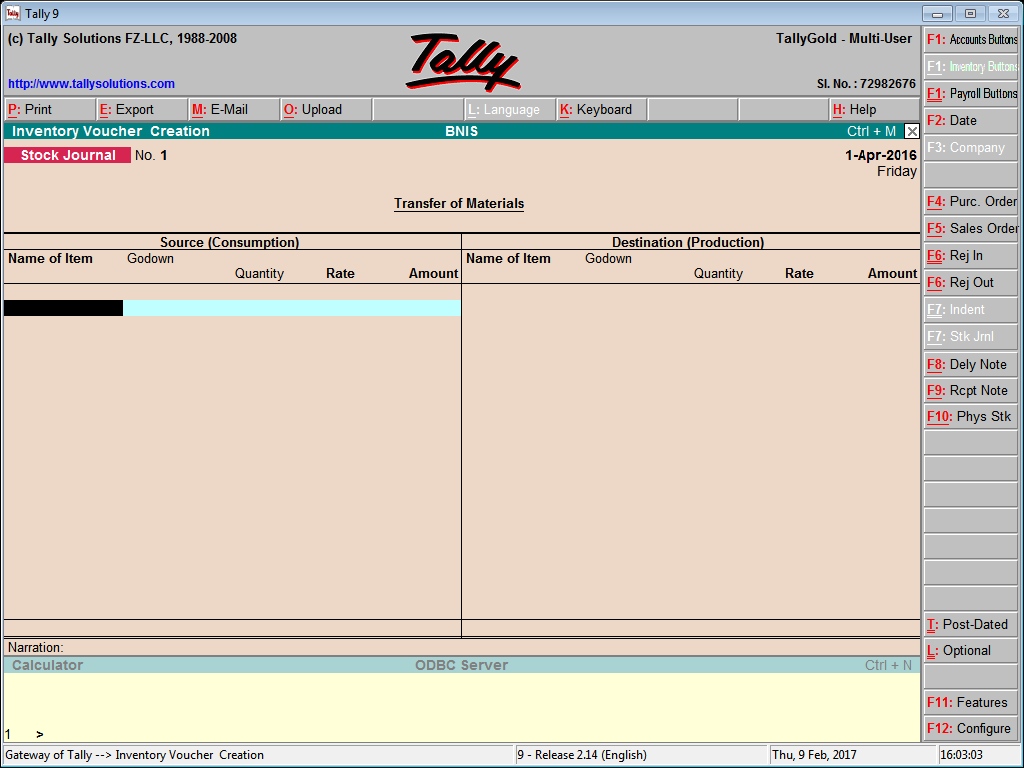 Tally 9
(c) Tally Solutions FZ-LLC, 1988-2008
Tally
TallyGold - Multi-User
http://www.tallysolutions.com
Sl. No. : 72982676
P: Print
E: Export
M: E-Mail
O: Upload
L: Language
K: Keyboard
H: Help
Inventory Voucher Creation
BNIS
Ctrl + M
Stock Journal No. 1
1-Apr-2016
Friday
Transfer of Materials
Source (Consumption)
Destination (Production)
Name of Item Godown
Quantity Rate Amount
Name of Item Godown
Quantity Rate Amount
Narration:
Calculator
ODBC Server
Ctrl + N
1 >
F1: Accounts Buttons
F1: Inventory Buttons
F1: Payroll Buttons
F2: Date
F3: Company
F4: Purc. Order
F5: Sales Order
F6: Rej In
F6: Rej Out
F7: Indent
F7: Stk Jrnl
F8: Dely Note
F9: Rcpt Note
F10: Phys Stk
T: Post-Dated
L: Optional
F11: Features
F12: Configure
Gateway of Tally --> Inventory Voucher Creation
9 - Release 2.14 (English)
Thu, 9 Feb, 2017
16:03:03